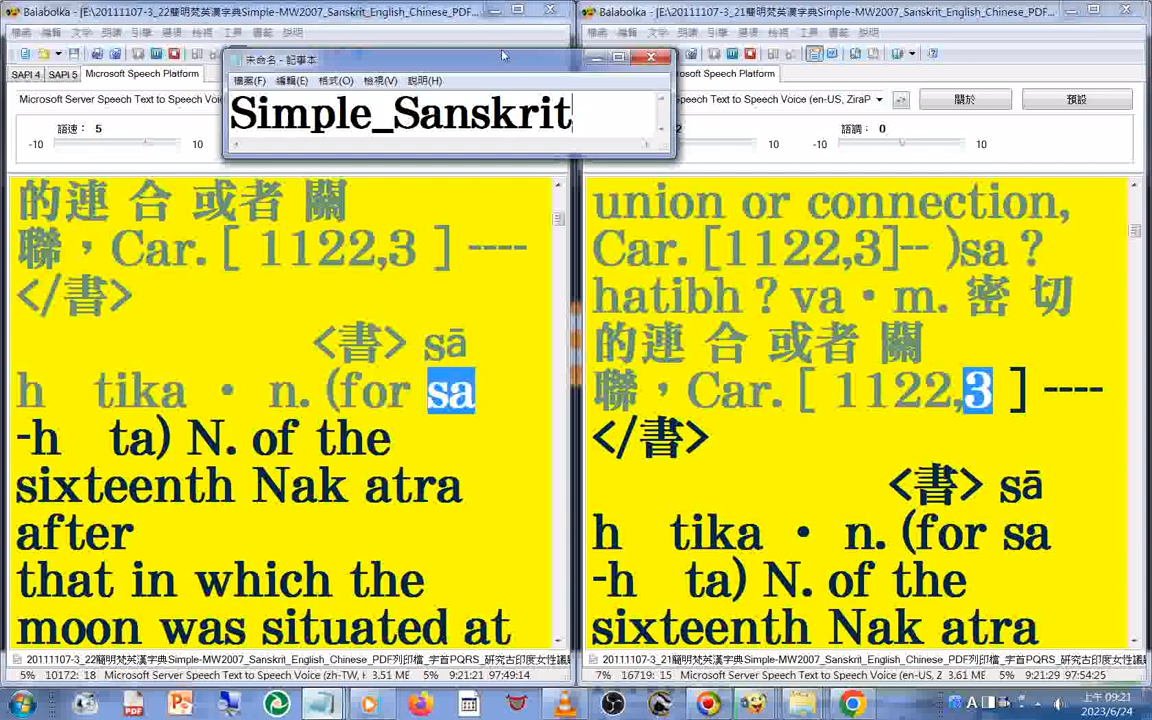 Balabolka - [E:\20111107-3_22簡明梵英漢字典Simple-MW2007_Sanskrit_English_Chinese_PDF...
Balabolka - [E:\20111107-3_21簡明梵英漢字典Simple-MW2007_Sanskrit_English_Chinese_PDF...
未命名 - 記事本
檔案(F) 編輯(E) 格式(O) 檢視(V) 說明(H)
Simple_Sanskrit
SAPI 4 SAPI 5 Microsoft Speech Platform
Speech Platform
Microsoft Server Speech Text to Speech Voi
Speech Text to Speech Voice (en-US, ZiraP
關於 預設
語速： 5
-10 10
語調： 0
-10 10
的連 合 或者 關
聯，Car. [ 1122,3 ] ----
</書>
<書> sā
h tika • n. (for sa
-h ta) N. of the
sixteenth Nak atra
after
that in which the
moon was situated at
union or connection,
Car. [1122,3]-- )sa ?
hatibh ? va • m. 密 切
的連 合 或者 關
聯，Car. [ 1122,3 ] ----
</書>
<書> sā
h tika • n. (for sa
-h ta) N. of the
sixteenth Nak atra
20111107-3_22簡明梵英漢字典Simple-MW2007_Sanskrit_English_Chinese_PDF列印檔_字首PQRS_研究古印度女性議
5% 10172: 18 Microsoft Server Speech Text to Speech Voice (zh-TW, H 3.51 ME 5% 9:21:21 97:49:14
20111107-3_21簡明梵英漢字典Simple-MW2007_Sanskrit_English_Chinese_PDF列印檔_字首PQRS_研究古印度女性議
7% 16719: 15 Microsoft Server Speech Text to Speech Voice (en-US, Z 3.61 ME 5% 9:21:29 97:54:25
上午 09:21
2023/6/24